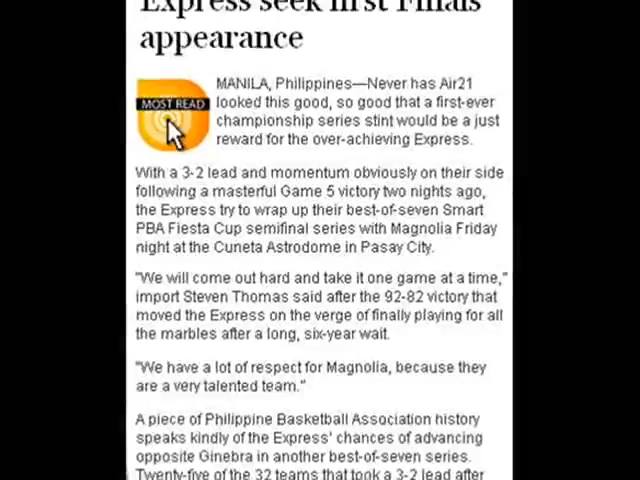 Express seek first Finals
appearance
MOST READ
MANILA, Philippines—Never has Air21
looked this good, so good that a first-ever
championship series stint would be a just
reward for the over-achieving Express.
With a 3-2 lead and momentum obviously on their side
following a masterful Game 5 victory two nights ago,
the Express try to wrap up their best-of-seven Smart
PBA Fiesta Cup semifinal series with Magnolia Friday
night at the Cuneta Astrodome in Pasay City.
"We will come out hard and take it one game at a time,"
import Steven Thomas said after the 92-82 victory that
moved the Express on the verge of finally playing for all
the marbles after a long, six-year wait.
"We have a lot of respect for Magnolia, because they
are a very talented team."
A piece of Philippine Basketball Association history
speaks kindly of the Express' chances of advancing
opposite Ginebra in another best-of-seven series.
Twenty-five of the 32 teams that took a 3-2 lead after